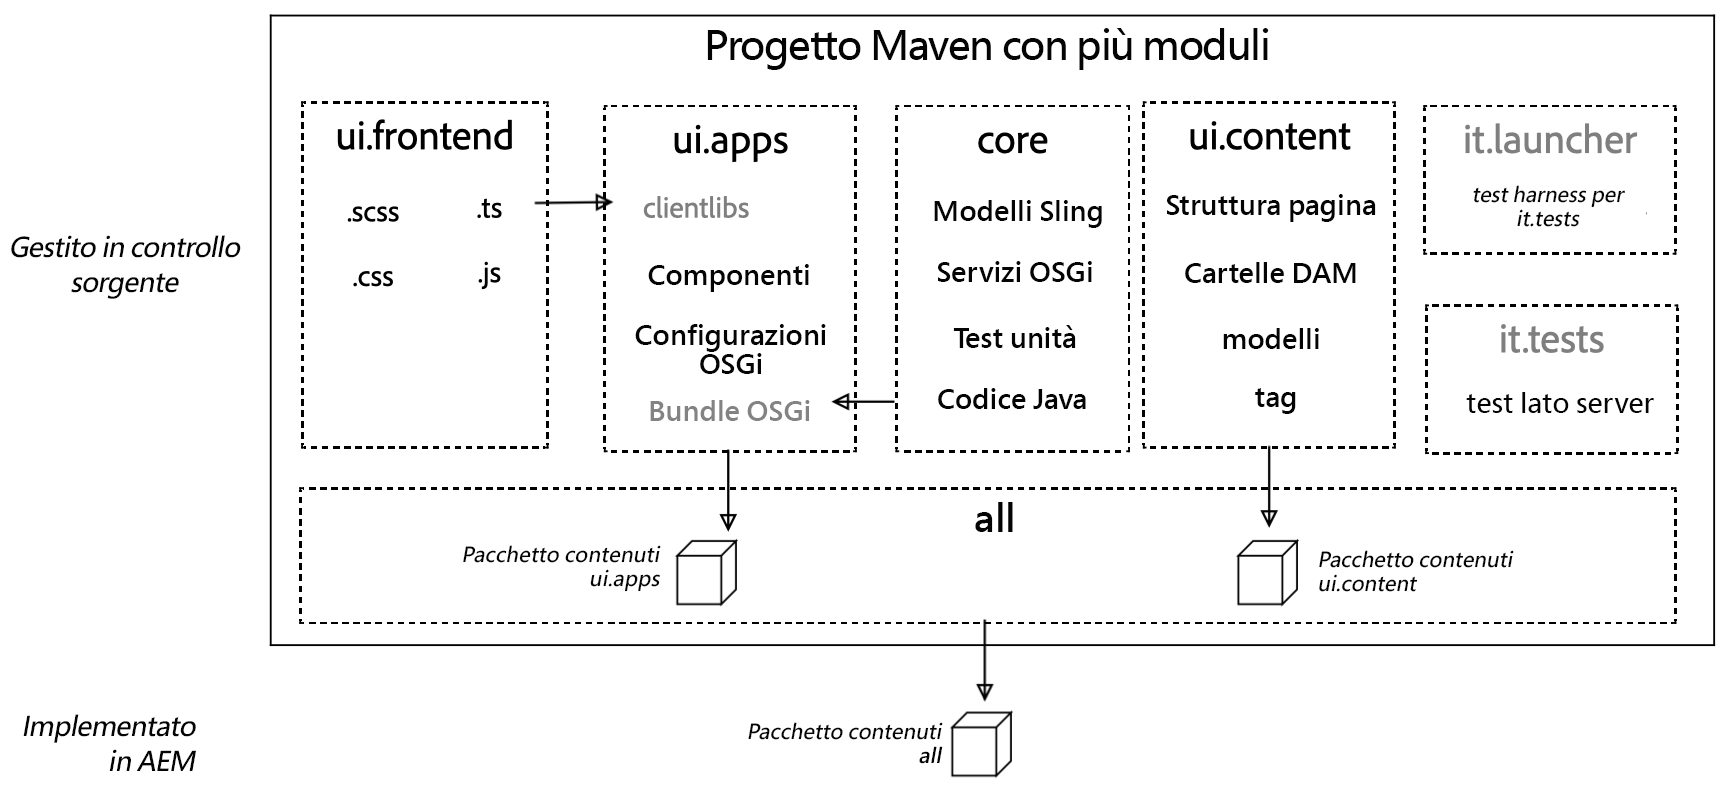 Progetto Maven con più moduli
Gestito in controllo
sorgente
ui.frontend
.scss
.ts
.css
.js
ui.apps
clientlibs
Componenti
Configurazioni
OSGi
Bundle OSGi
core
Modelli Sling
Servizi OSGi
Test unità
Codice Java
ui.content
Struttura pagina
Cartelle DAM
modelli
tag
it.launcher
test harness per
it.tests
it.tests
test lato server
all
Pacchetto contenuti
ui.apps
Pacchetto contenuti
ui.content
Implementato
in AEM
Pacchetto contenuti
all